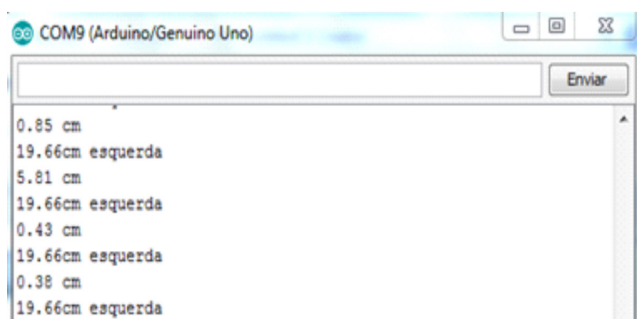 COM9 (Arduino/Genuino Uno)
Enviar
0.85 cm
19.66cm esquerda
5.81 cm
19.66cm esquerda
0.43 cm
19.66cm esquerda
0.38 cm
19.66cm esquerda